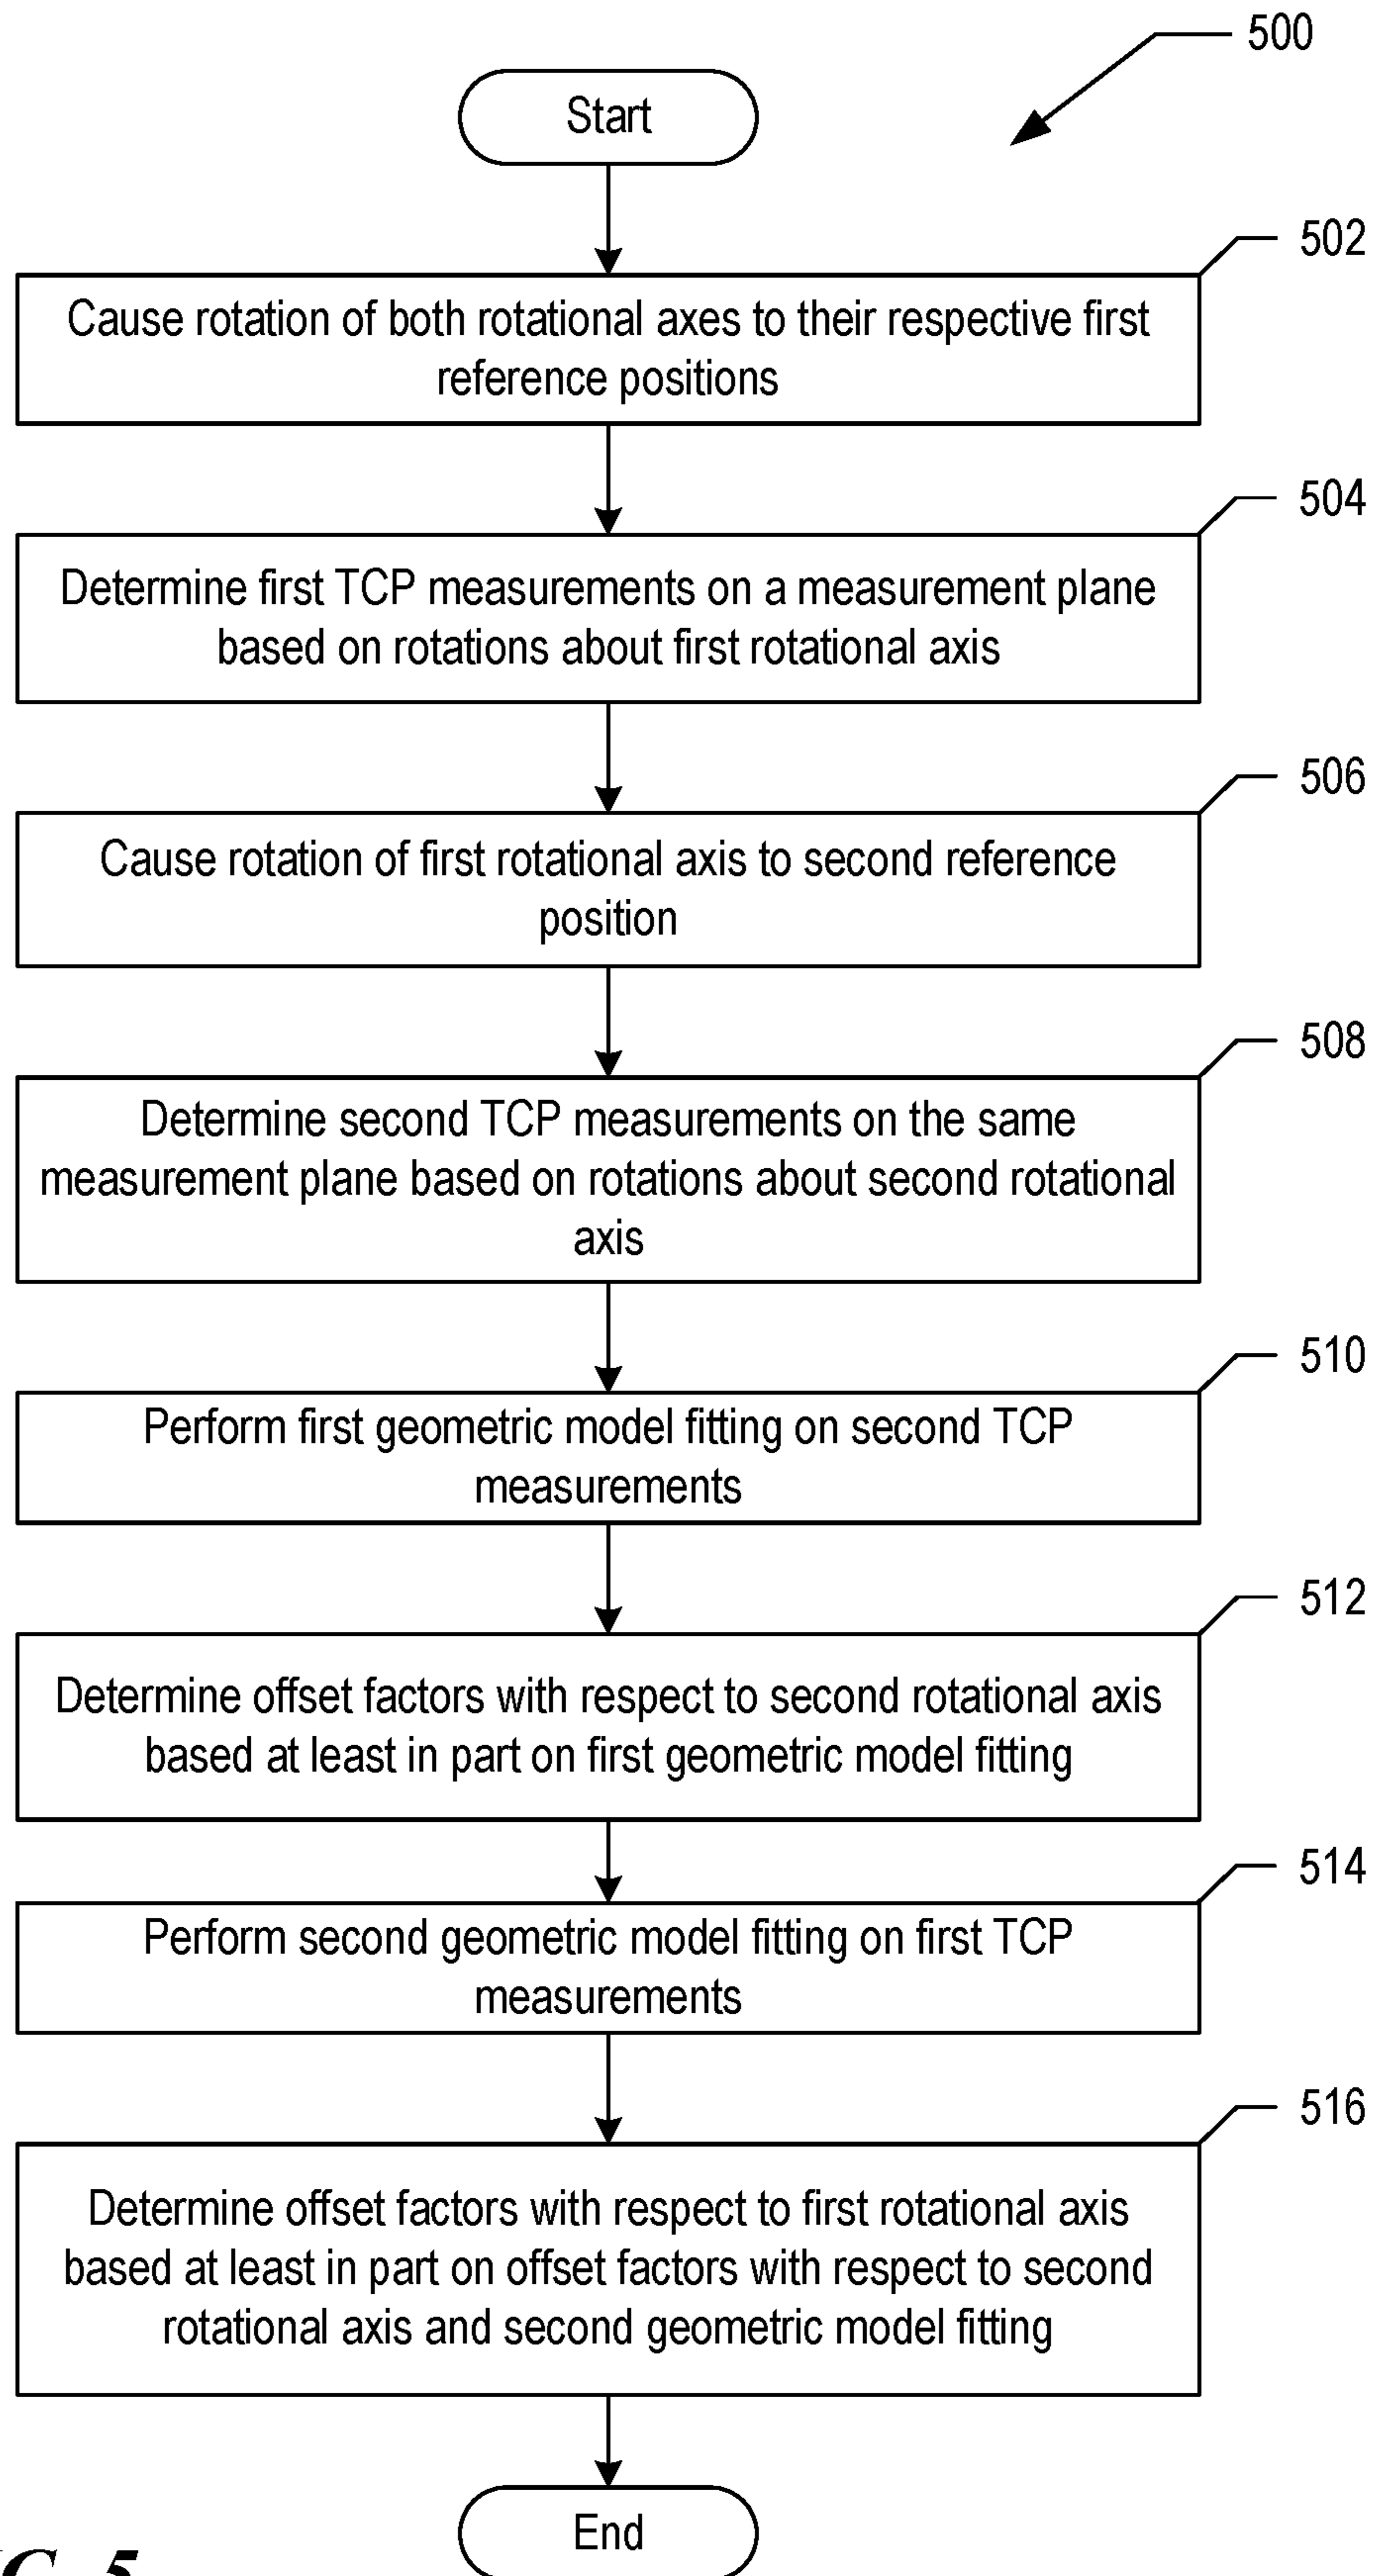 500
Start
502
Cause rotation of both rotational axes to their respective first
reference positions
504
Determine first TCP measurements on a measurement plane
based on rotations about first rotational axis
506
Cause rotation of first rotational axis to second reference
position
508
Determine second TCP measurements on the same
measurement plane based on rotations about second rotational
axis
510
Perform first geometric model fitting on second TCP
measurements
512
Determine offset factors with respect to second rotational axis
based at least in part on first geometric model fitting
514
Perform second geometric model fitting on first TCP
measurements
516
Determine offset factors with respect to first rotational axis
based at least in part on offset factors with respect to second
rotational axis and second geometric model fitting
End